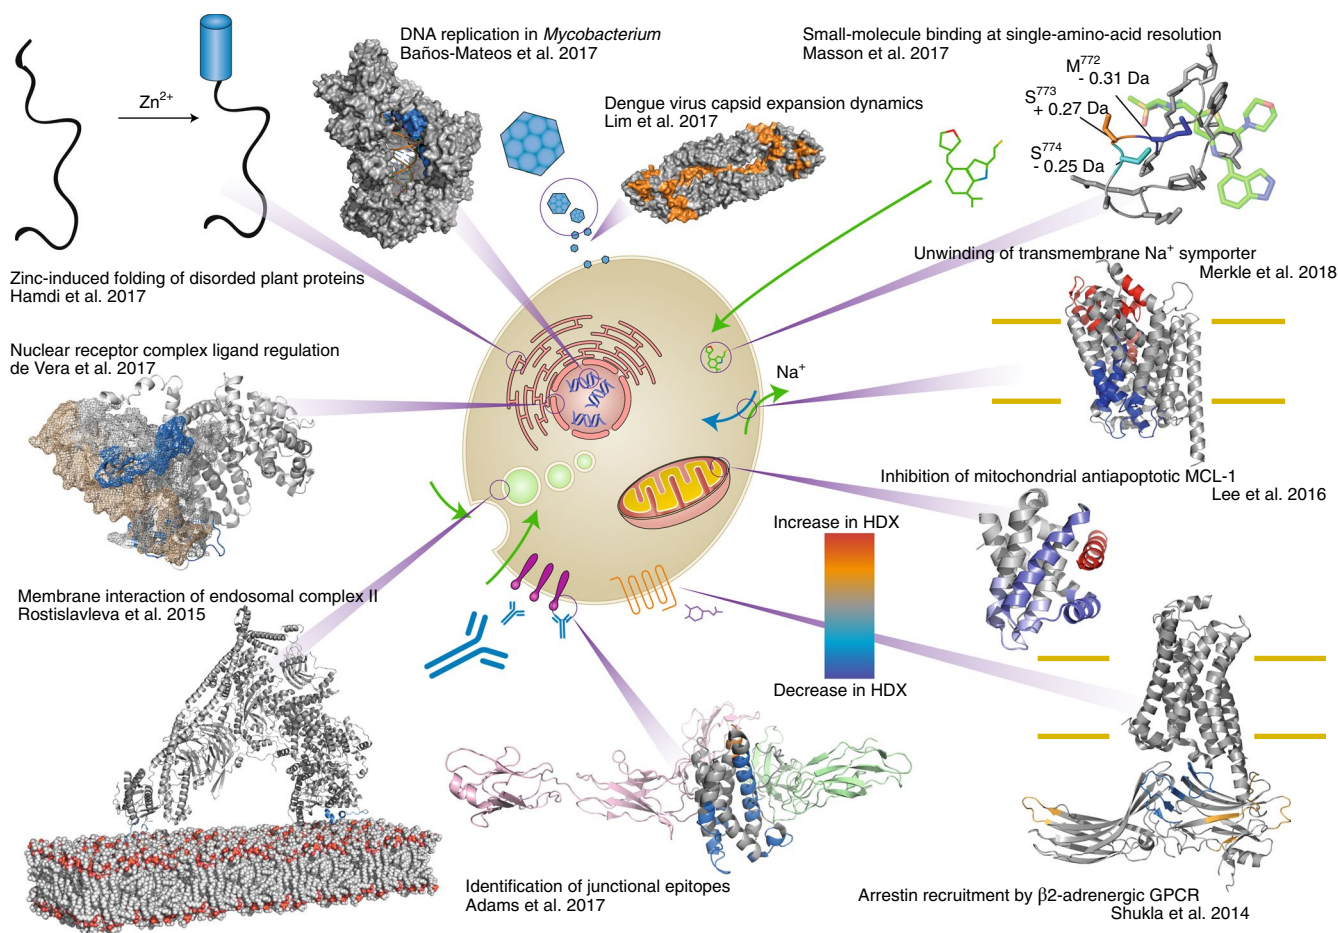 DNA replication in Mycobacterium
Baños-Mateos et al. 2017
Small-molecule binding at single-amino-acid resolution
Masson et al. 2017
M772
- 0.31 Da
S773
+ 0.27 Da
S774
- 0.25 Da
Zn2+
Dengue virus capsid expansion dynamics
Lim et al. 2017
Zinc-induced folding of disorded plant proteins
Hamdi et al. 2017
Unwinding of transmembrane Na+ symporter
Merkle et al. 2018
Nuclear receptor complex ligand regulation
de Vera et al. 2017
Na+
Inhibition of mitochondrial antiapoptotic MCL-1
Lee et al. 2016
Increase in HDX
Decrease in HDX
Membrane interaction of endosomal complex II
Rostislavleva et al. 2015
Identification of junctional epitopes
Adams et al. 2017
Arrestin recruitment by β2-adrenergic GPCR
Shukla et al. 2014